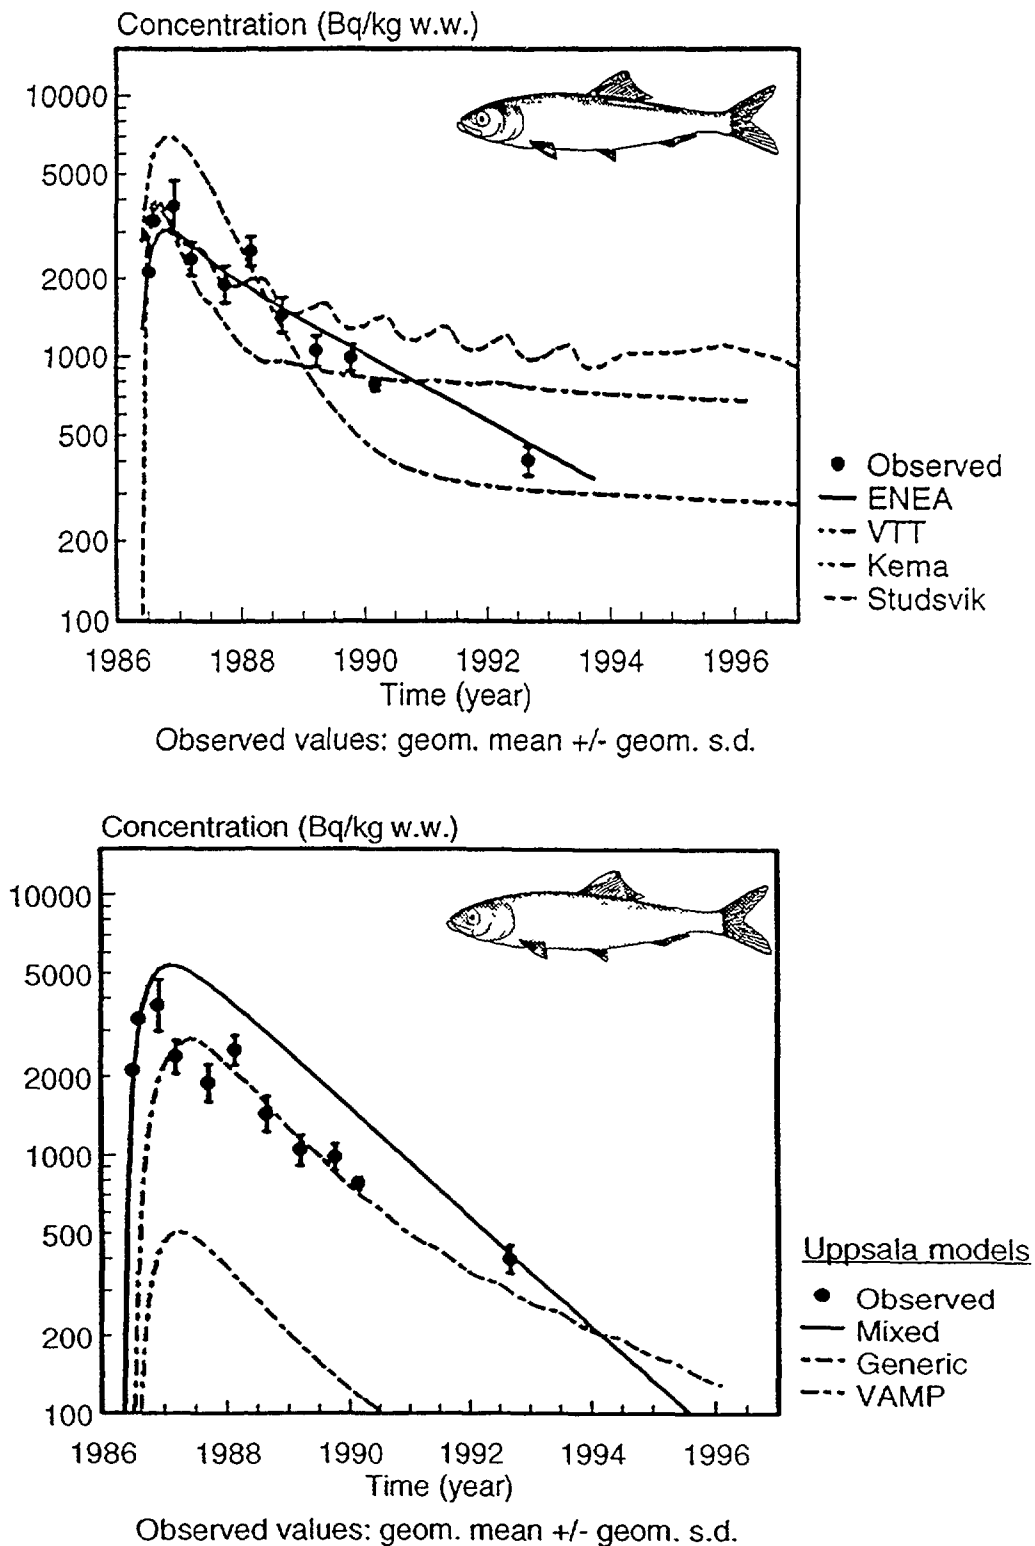 Concentration (Bq/kg w.w.)
10000
5000
2000
1000
500
200
100
1986 1988 1990 1992 1994 1996
Time (year)
Observed values: geom. mean +/- geom. s.d.
Observed
ENEA
VTT
Kema
Studsvik
Concentration (Bq/kg w.w.)
10000
5000
2000
1000
500
200
100
1986 1988 1990 1992 1994 1996
Time (year)
Observed values: geom. mean +/- geom. s.d.
Uppsala models
Observed
Mixed
Generic
VAMP